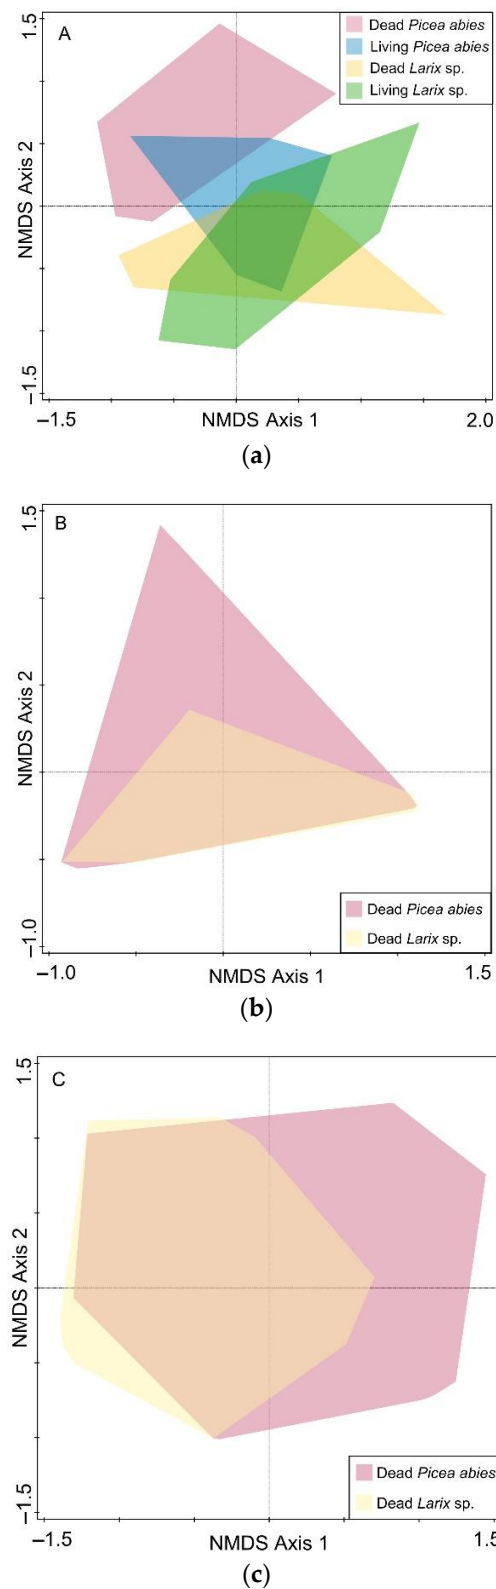 A
Dead Picea abies
Living Picea abies
Dead Larix sp.
Living Larix sp.
1.5
NMDS Axis 2
−1.5
−1.5
NMDS Axis 1
2.0
(a)
B
1.5
NMDS Axis 2
−1.0
Dead Picea abies
Dead Larix sp.
−1.0
NMDS Axis 1
1.5
(b)
C
1.5
NMDS Axis 2
−1.5
Dead Picea abies
Dead Larix sp.
−1.5
NMDS Axis 1
1.5
(c)